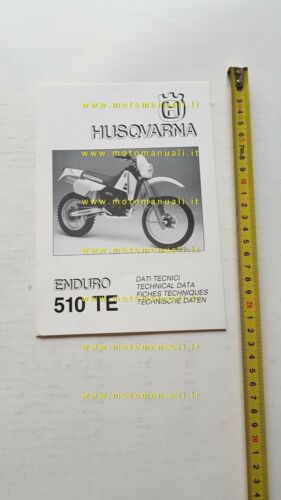 www.motomanuali.it
HUSQVARNA
www.motomanuali.it
HUSQVARNA
www.motomanuali.it
www.motomanuali.it
ENDURO
510 TE
DATI TECNICI
TECHNICAL DATA
FICHES TECHNIQUES
TECHNISCHE DATEN
www.motomanuali.it
www.motomanuali.it